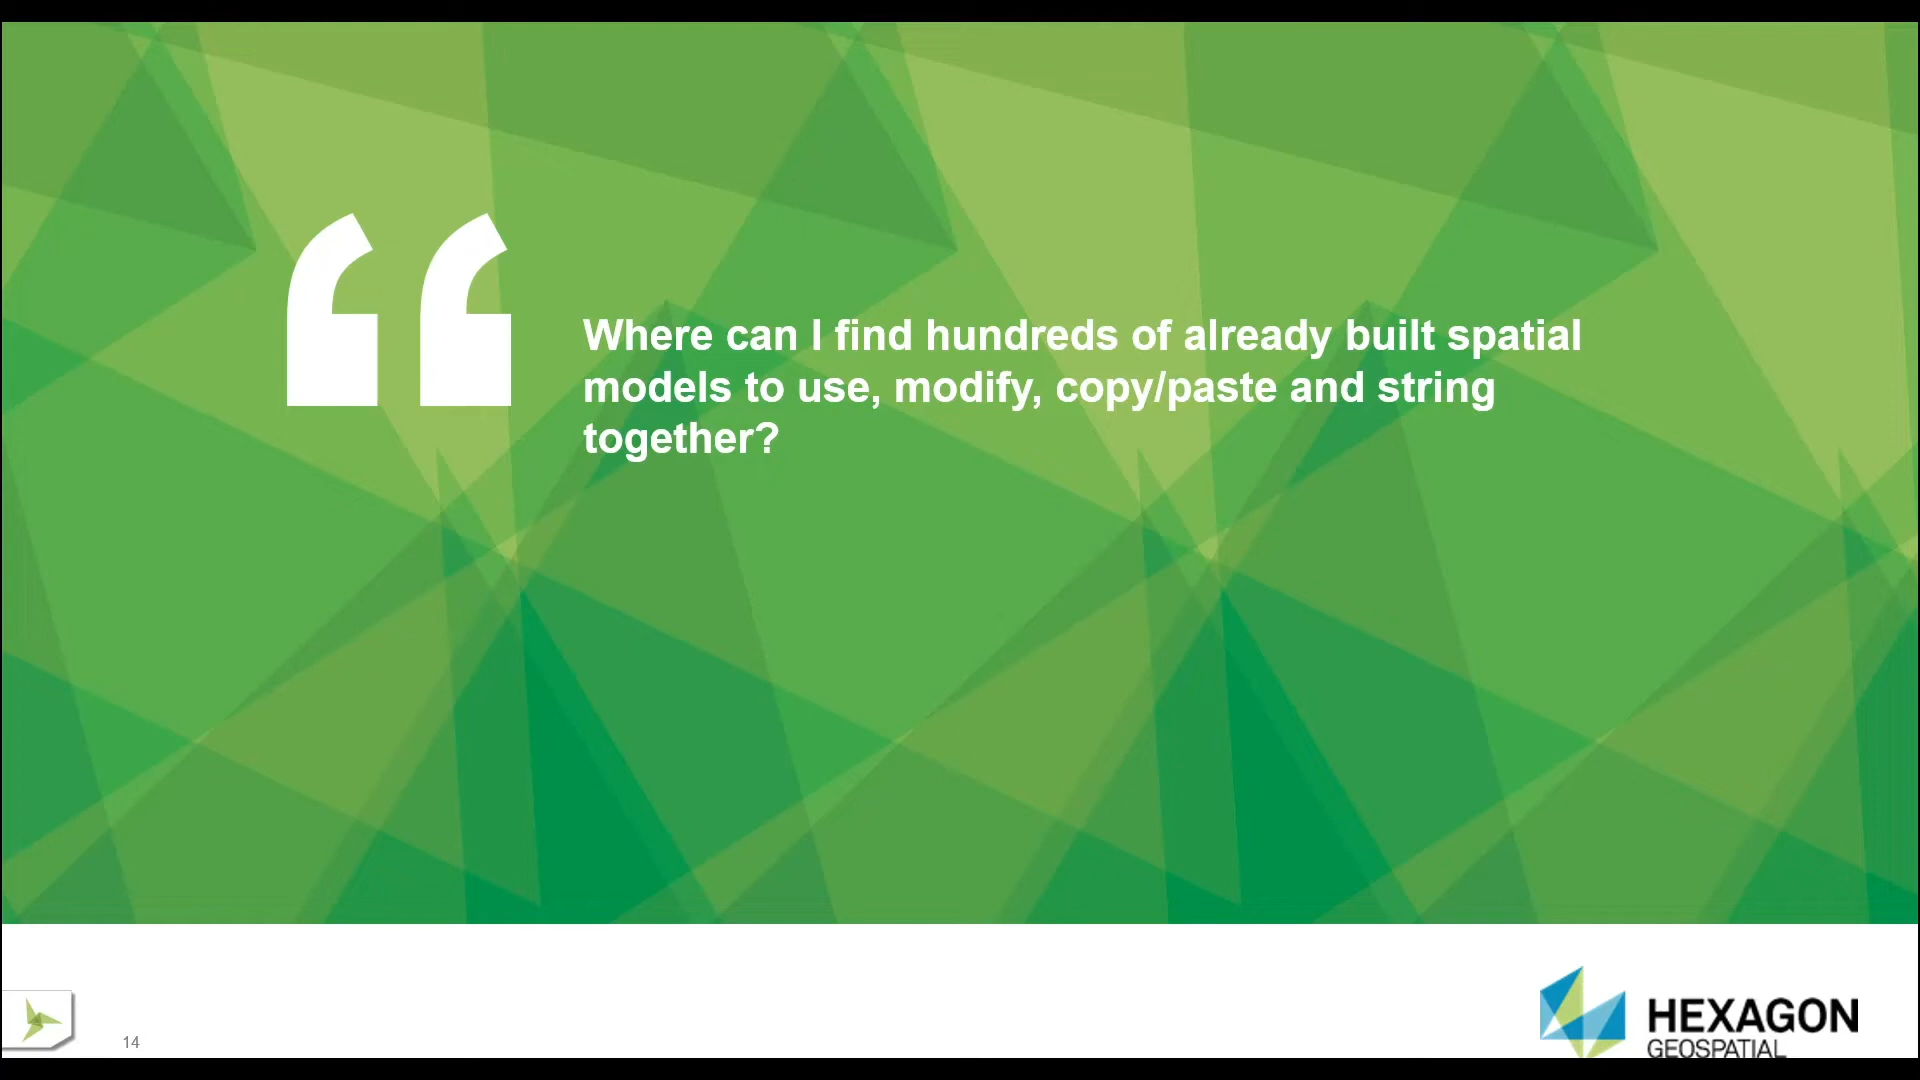 “
Where can I find hundreds of already built spatial
models to use, modify, copy/paste and string
together?
14
HEXAGON
GEOSPATIAL